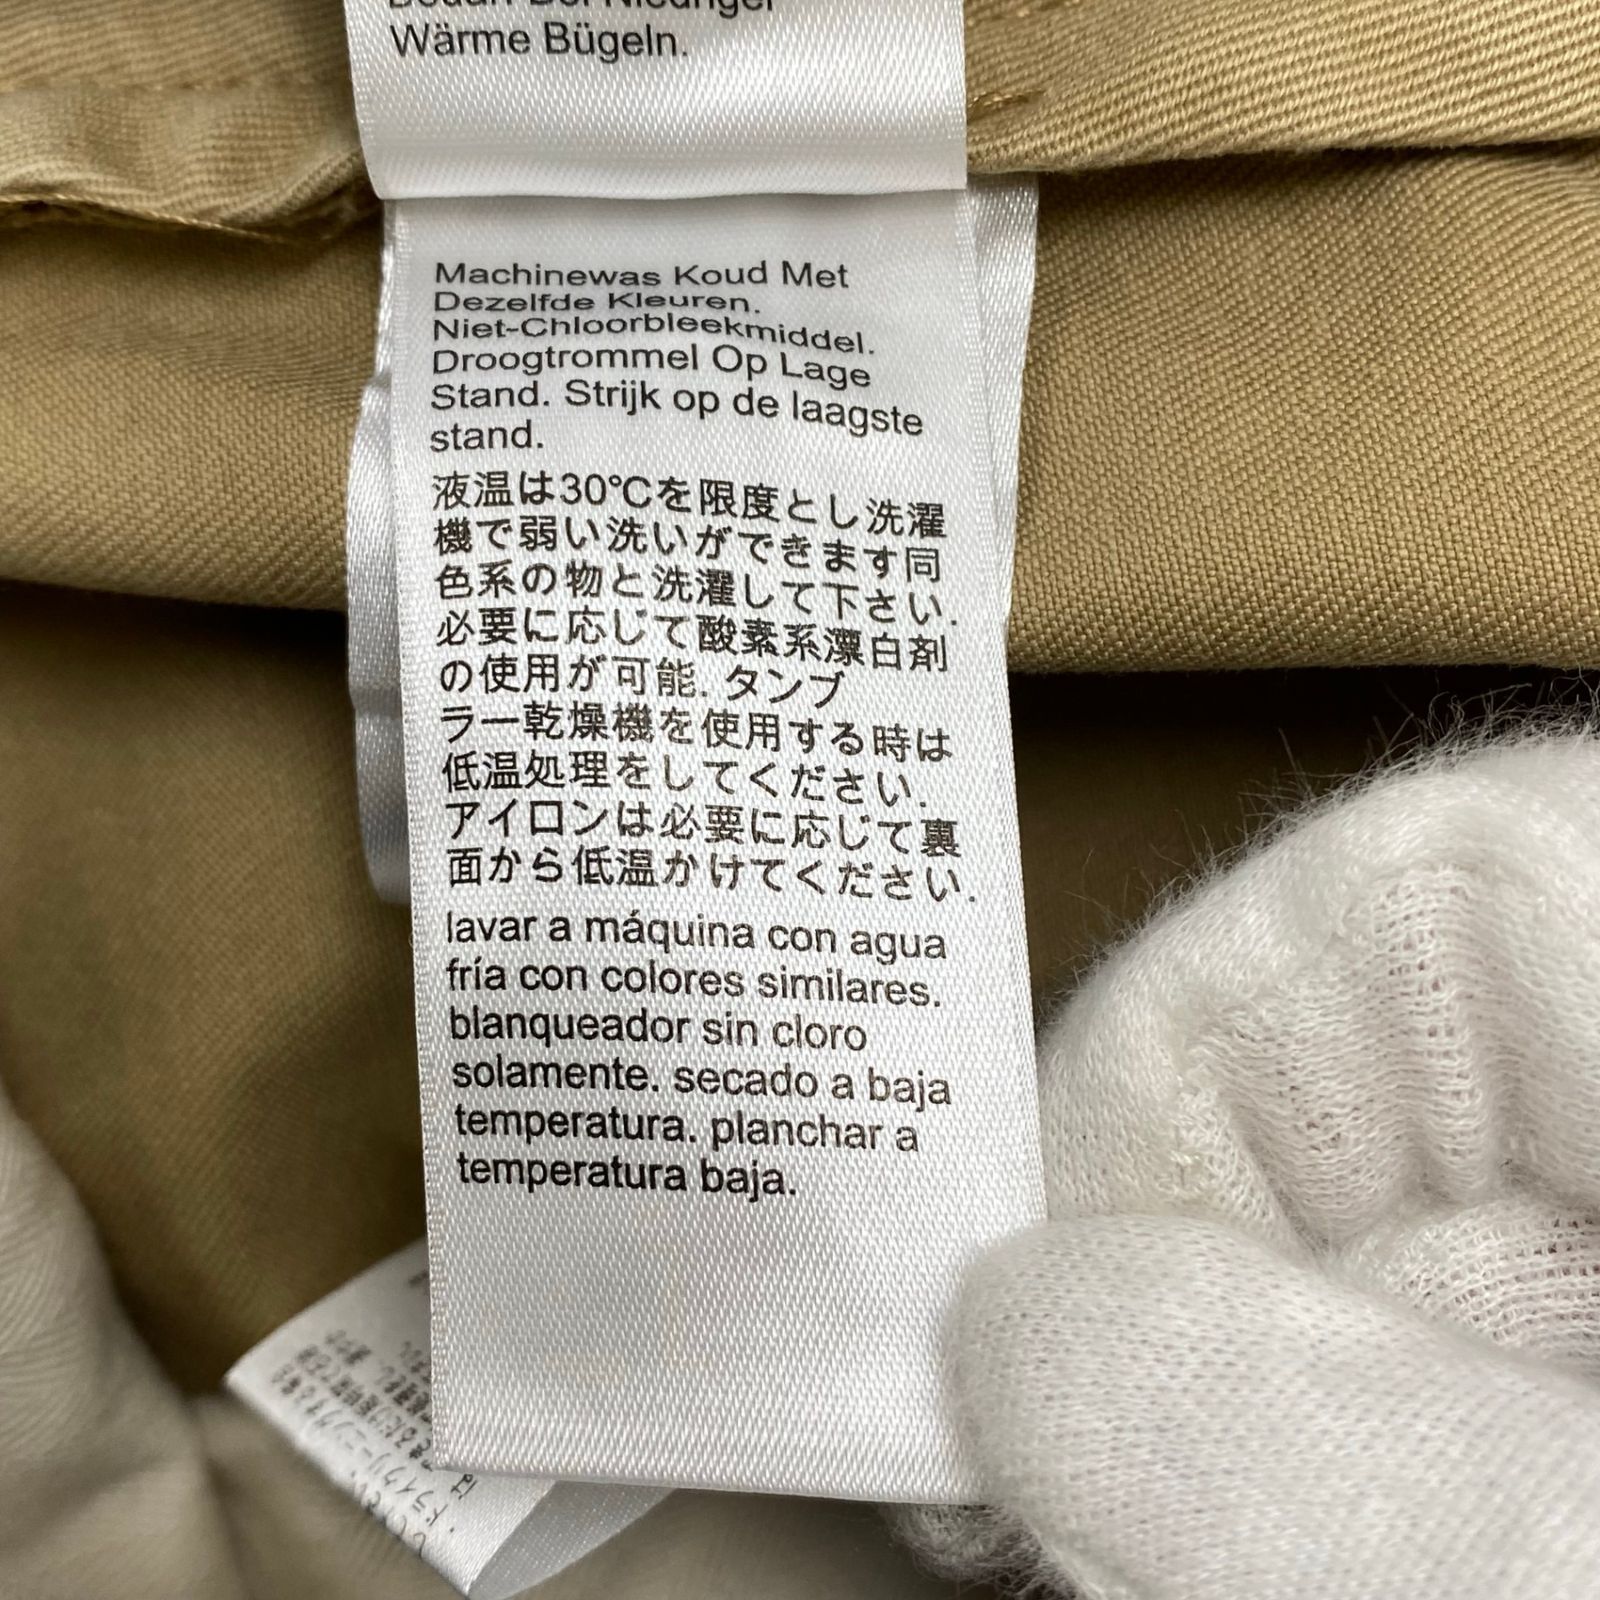 Wärme Bügeln.
Machinewas Koud Met
Dezelfde Kleuren.
Niet-Chloorbleekmiddel.
Droogtrommel Op Lage
Stand. Strijk op de laagste
stand.
液温は30℃を限度とし洗濯
機で弱い洗いができます同
色系の物と洗濯して下さい.
必要に応じて酸素系漂白剤
の使用が可能. タンブ
ラー乾燥機を使用する時は
低温処理をしてください.
アイロンは必要に応じて裏
面から低温かけてください.
lavar a máquina con agua
fría con colores similares.
blanqueador sin cloro
solamente. secado a baja
temperatura. planchar a
temperatura baja.